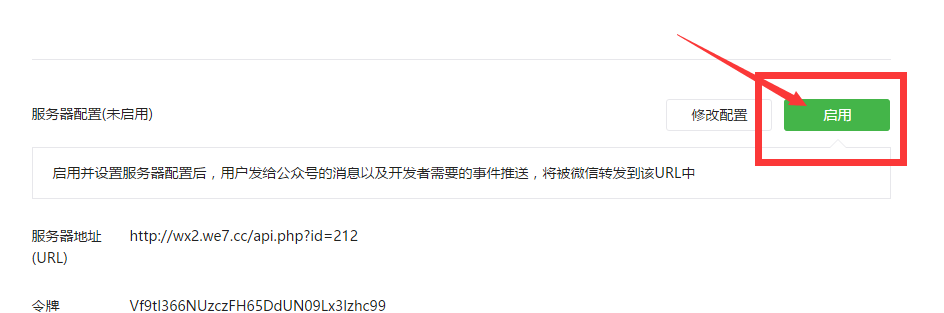 服务器配置(未启用)
修改配置
启用
启用并设置服务器配置后，用户发给公众号的消息以及开发者需要的事件推送，将被微信转发到该URL中
服务器地址 http://wx2.we7.cc/api.php?id=212
(URL)
令牌 Vf9tI366NUzczFH65DdUN09Lx3lzhc99